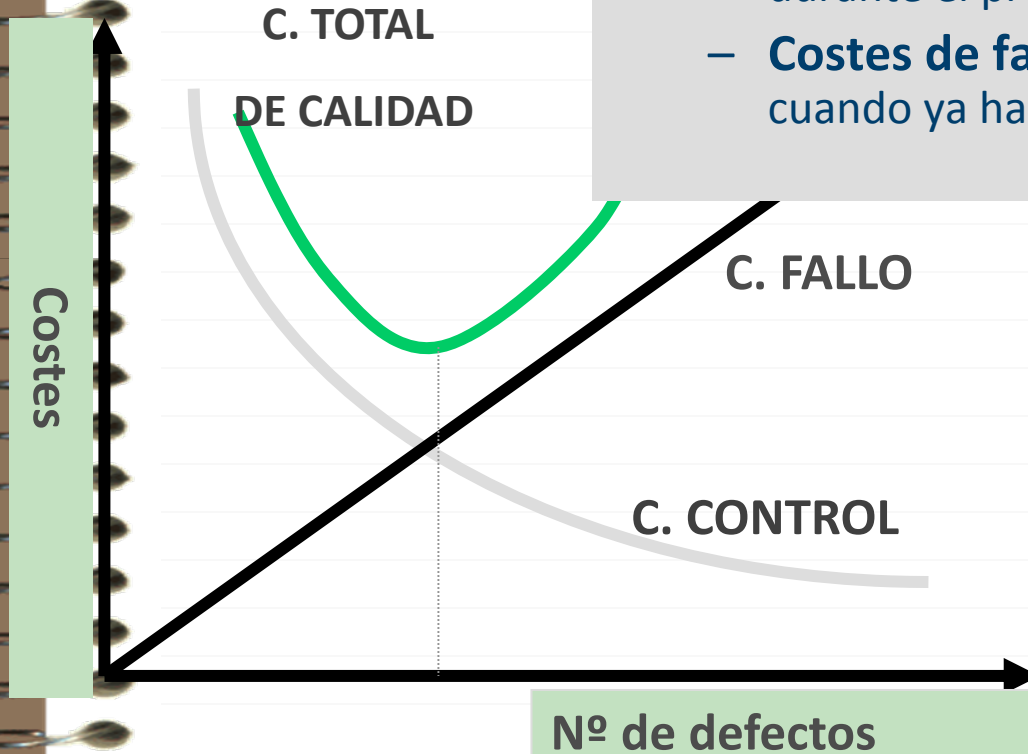 C. TOTAL
DE CALIDAD
– Costes de fa
cuando ya ha
Costes
C. FALLO
C. CONTROL
Nº de defectos